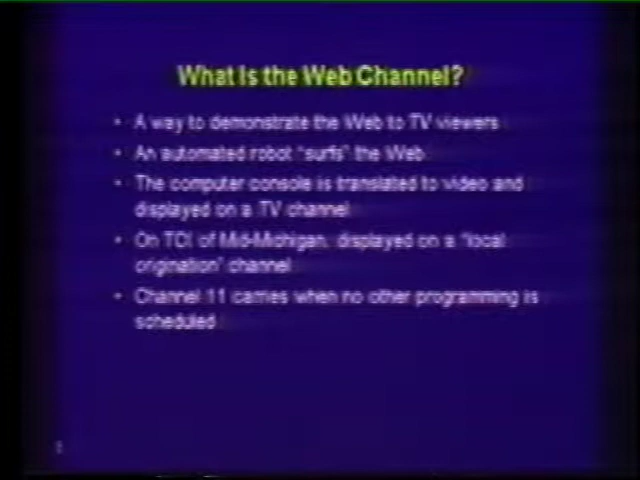 What Is the Web Channel?
• A way to demonstrate the Web to TV viewers
• An automated robot "surfs" the Web
• The computer console is translated to video and
displayed on a TV channel
• On TCI of Mid-Michigan, displayed on a "local
origination" channel
• Channel 11 carries when no other programming is
scheduled